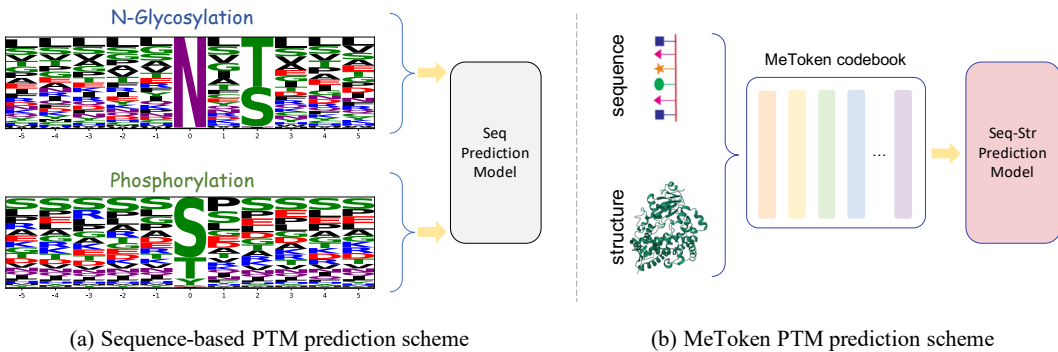 N-Glycosylation
N
T
S
-5 -4 -3 -2 -1 0 1 2 3 4 5
Phosphorylation
S S S S S S P S S S S
T
-5 -4 -3 -2 -1 0 1 2 3 4 5
Seq
Prediction
Model
(a) Sequence-based PTM prediction scheme
sequence
structure
MeToken codebook
...
Seq-Str
Prediction
Model
(b) MeToken PTM prediction scheme